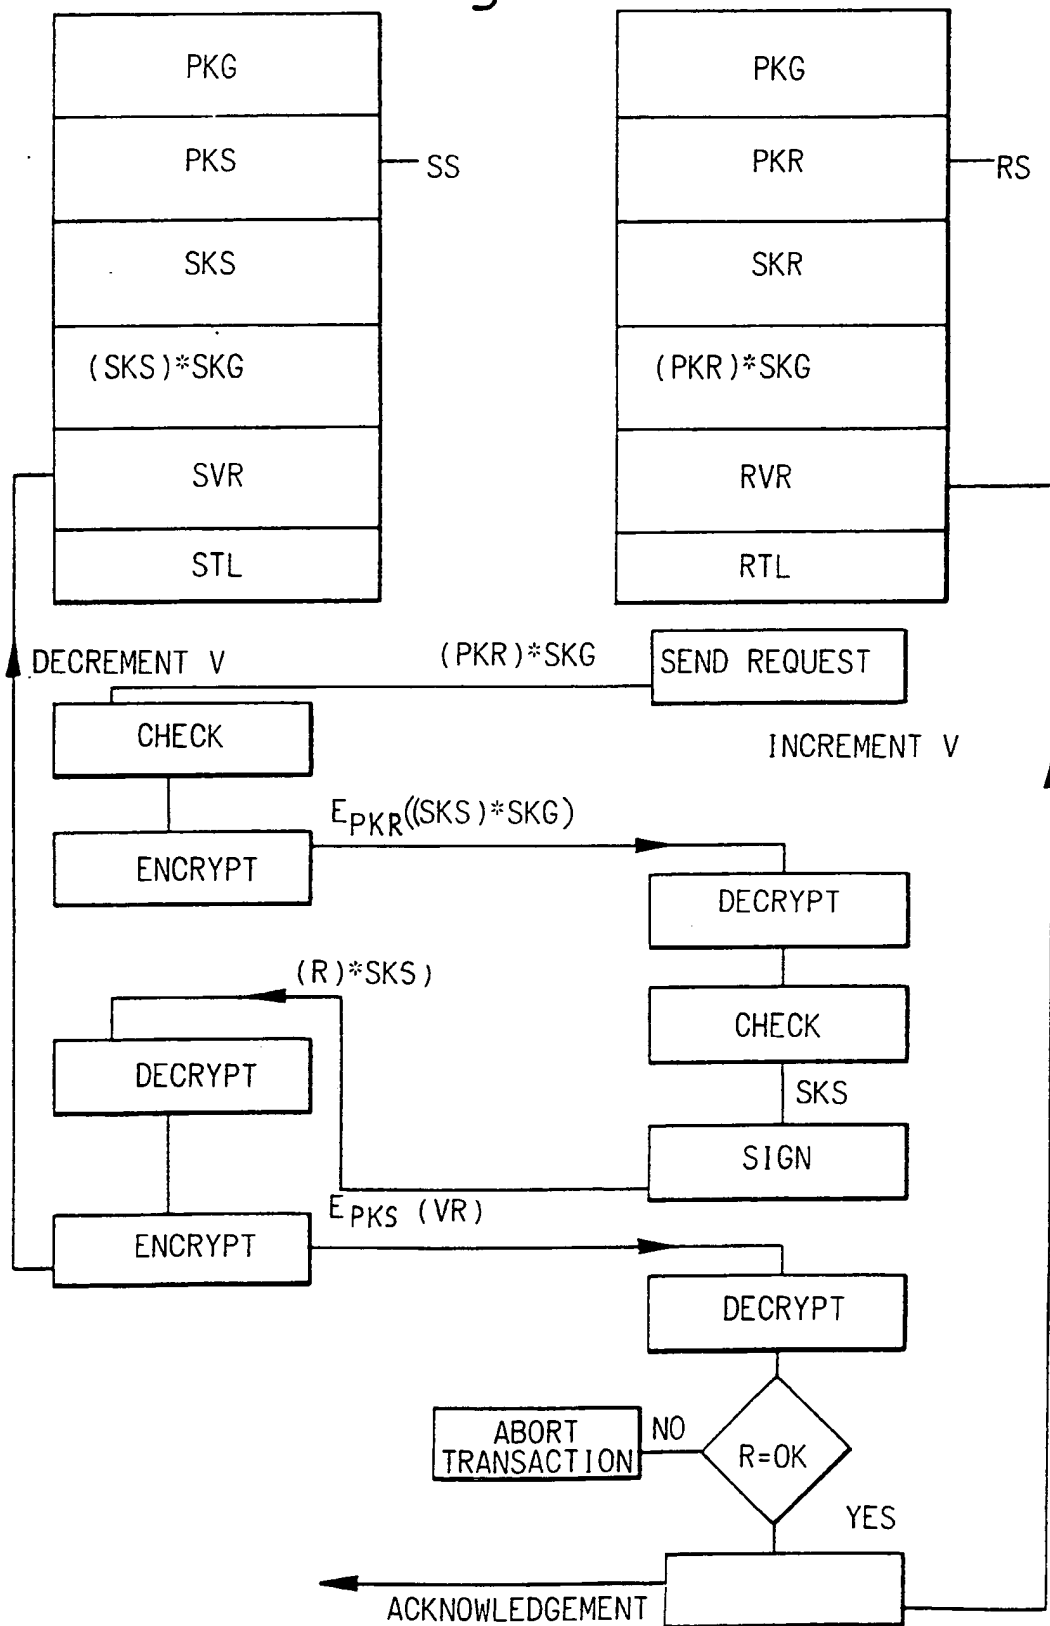 g
PKG
PKS
SS
SKS
(SKS)*SKG
SVR
STL
PKG
PKR
RS
SKR
(PKR)*SKG
RVR
RTL
DECREMENT V
(PKR)*SKG
SEND REQUEST
CHECK
INCREMENT V
EPKR((SKS)*SKG)
ENCRYPT
DECRYPT
(R)*SKS)
CHECK
DECRYPT
SKS
SIGN
EPKS (VR)
ENCRYPT
DECRYPT
ABORT
TRANSACTION
NO
R=OK
YES
ACKNOWLEDGEMENT